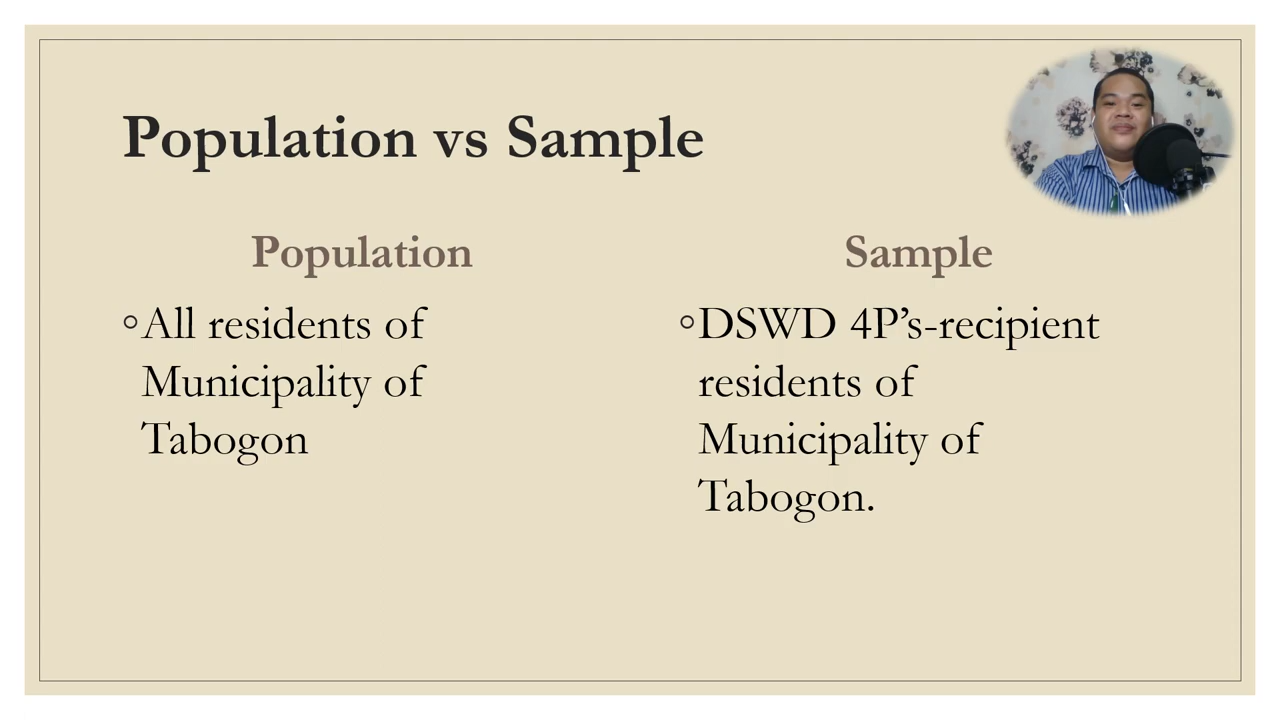 Population vs Sample
Population
◦All residents of
Municipality of
Tabogon
Sample
◦DSWD 4P’s-recipient
residents of
Municipality of
Tabogon.